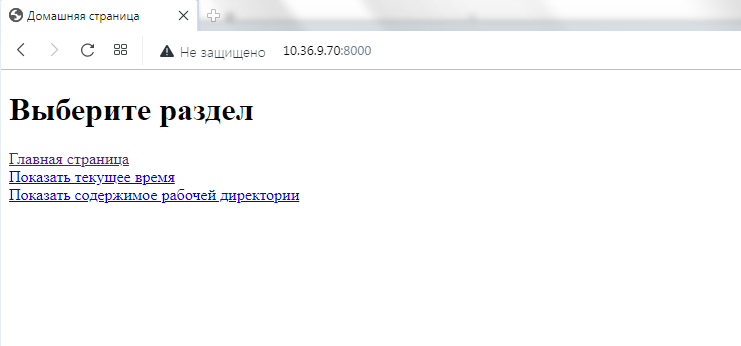 Домашняя страница
Не защищено 10.36.9.70:8000
Выберите раздел
Главная страница
Показать текущее время
Показать содержимое рабочей директории